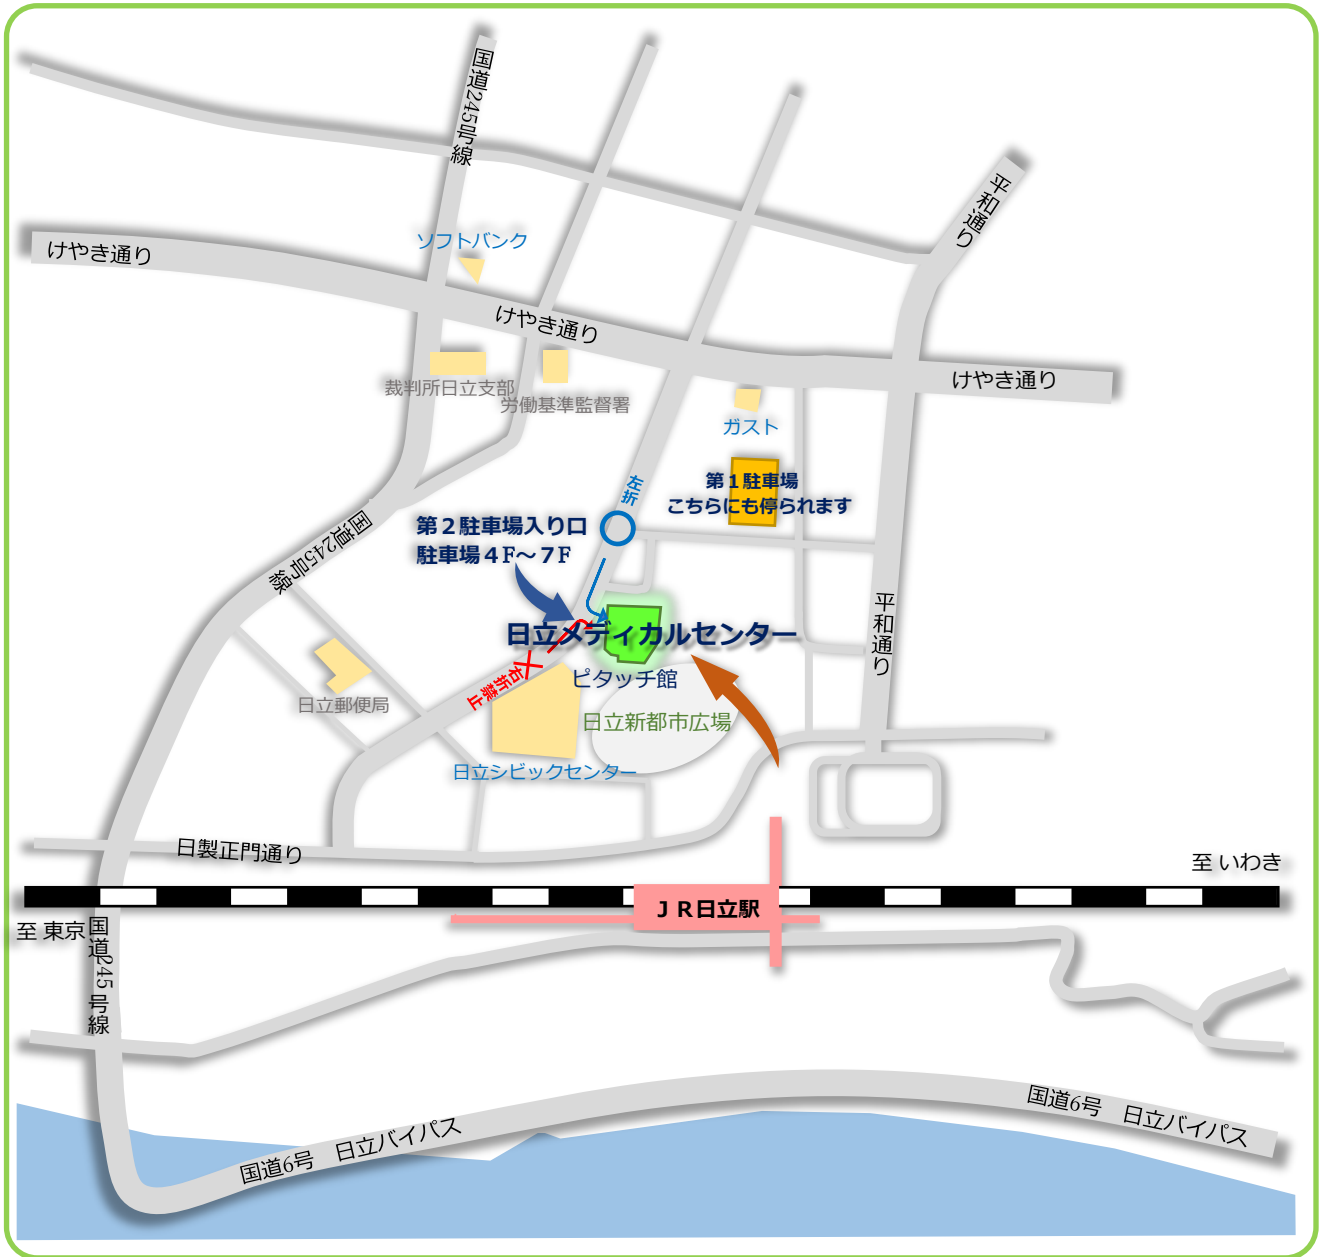 国道245号線
平和通り
ソフトバンク
けやき通り
けやき通り
けやき通り
裁判所日立支部
労働基準監督署
ガスト
左折
第１駐車場
こちらにも停られます
第２駐車場入り口
駐車場４F～７F
国道245号線
平和通り
日立メディカルセンター
右折禁止
ピタッチ館
日立郵便局
日立新都市広場
日立シビックセンター
日製正門通り
至 いわき
ＪＲ日立駅
至 東京
国道245号線
国道6号　日立バイパス
国道6号　日立バイパス